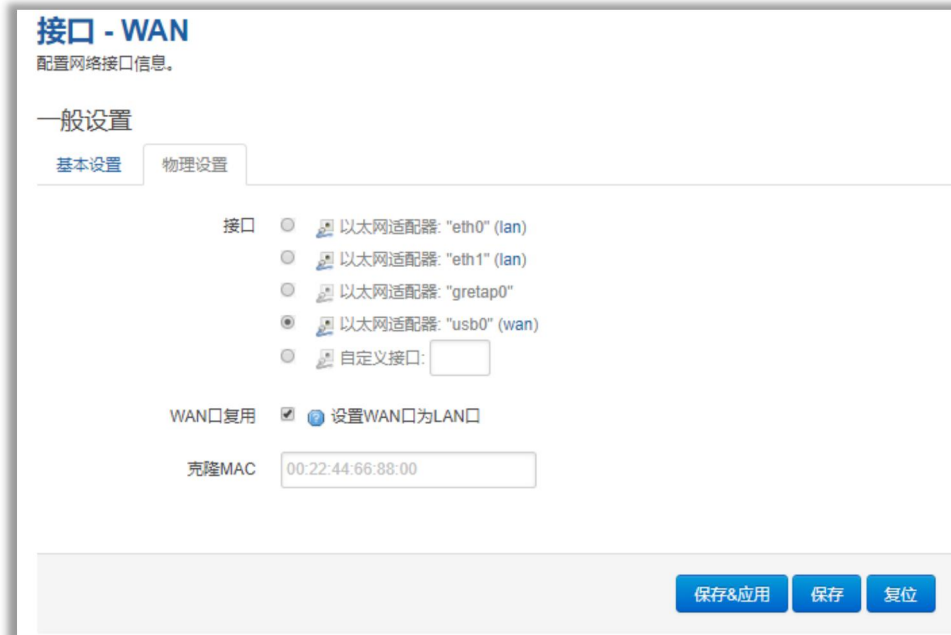 接口 - WAN
配置网络接口信息。
一般设置
基本设置 物理设置
接口 以太网适配器: "eth0" (lan)
以太网适配器: "eth1" (lan)
以太网适配器: "gretap0"
以太网适配器: "usb0" (wan)
自定义接口:
WAN口复用 设置WAN口为LAN口
克隆MAC 00:22:44:66:88:00
保存&应用 保存 复位